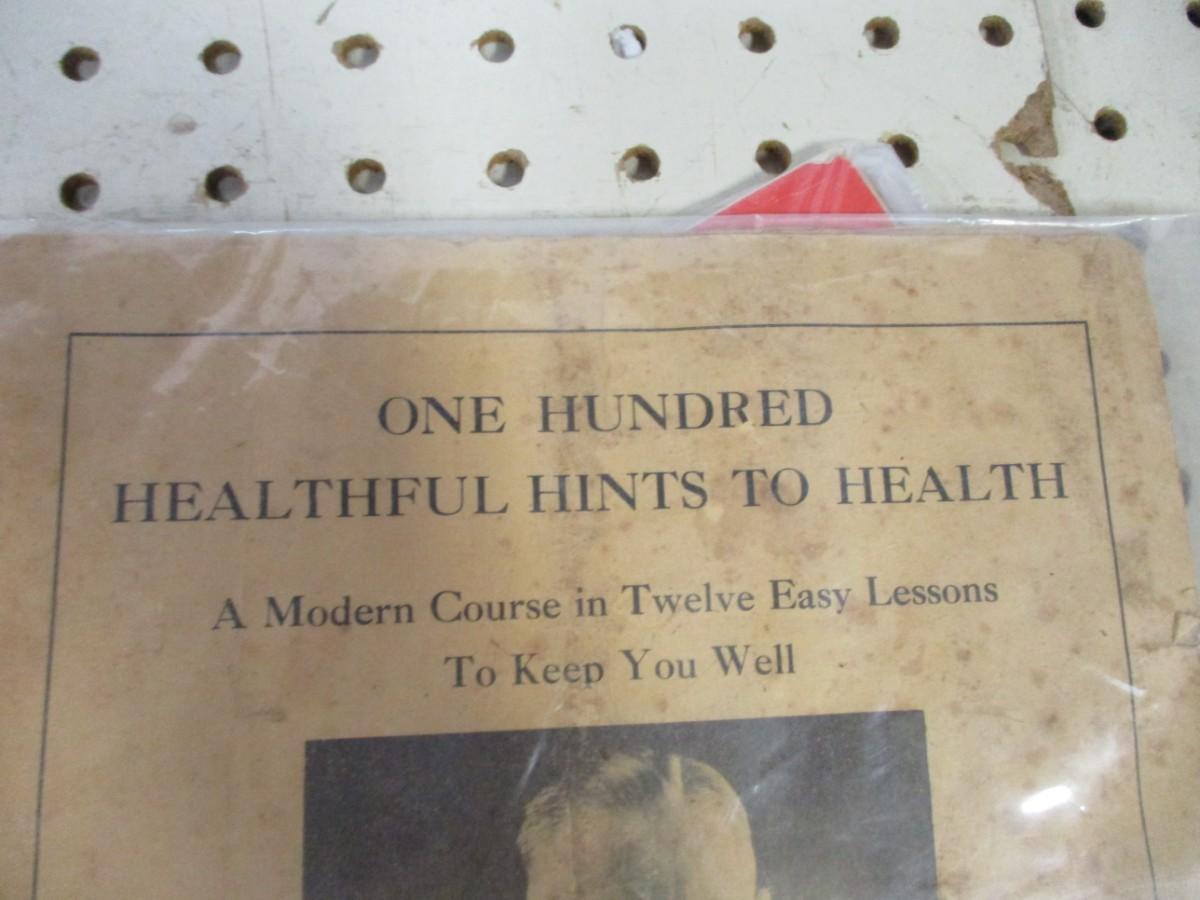 ONE HUNDRED
HEALTHFUL HINTS TO HEALTH
A Modern Course in Twelve Easy Lessons
To Keep You Well